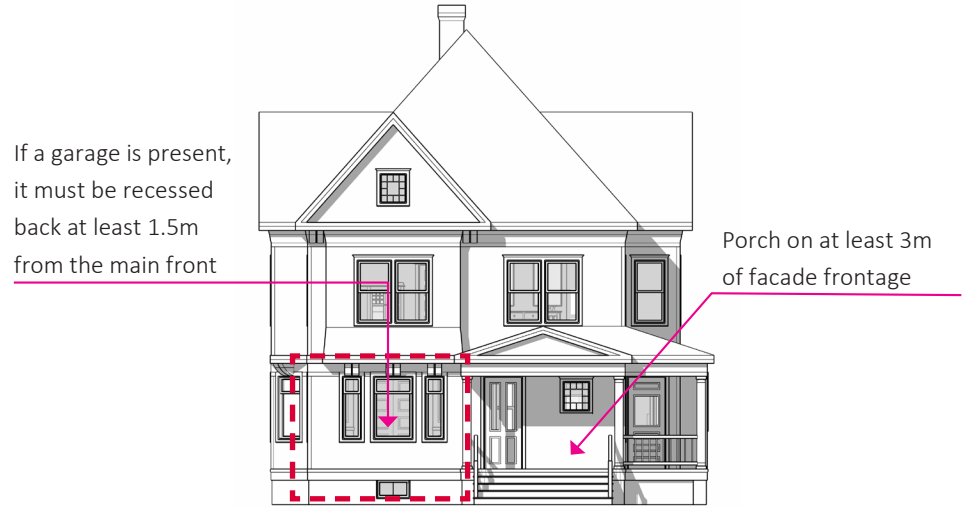 If a garage is present,
it must be recessed
back at least 1.5m
from the main front
Porch on at least 3m
of facade frontage